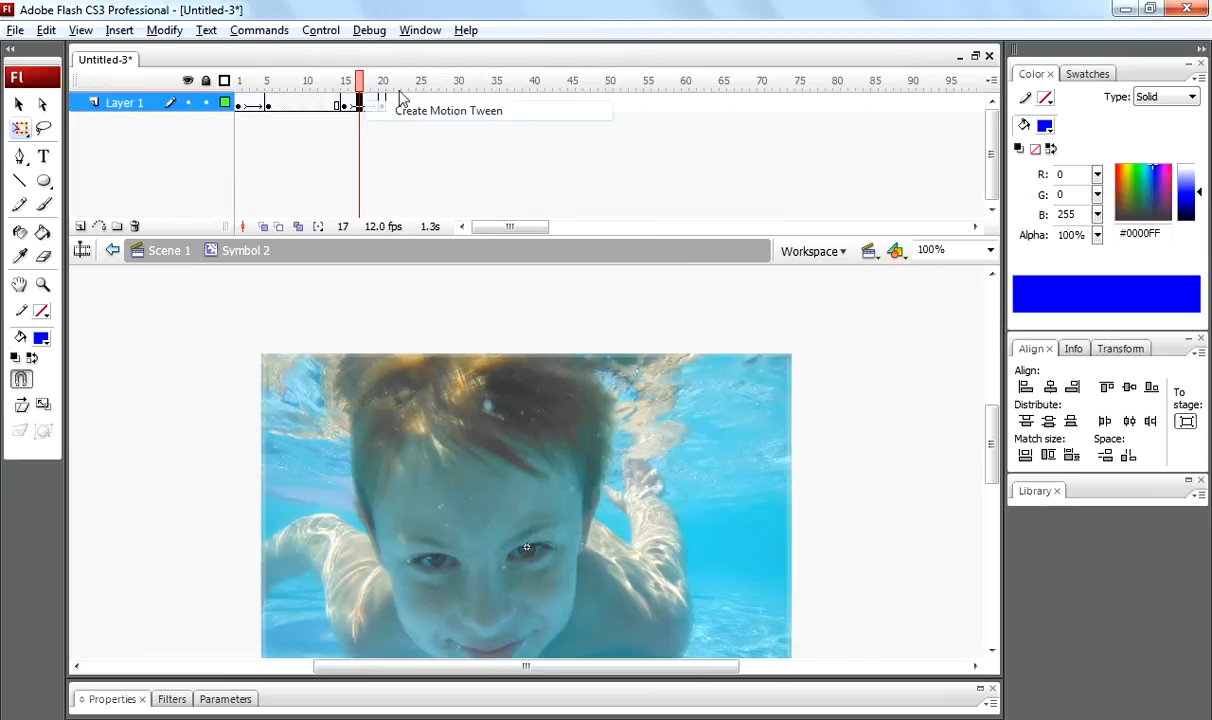 Fl Adobe Flash CS3 Professional - [Untitled-3*]
File Edit View Insert Modify Text Commands Control Debug Window Help
Untitled-3*
Fl
1 5 10 15 20 25 30 35 40 45 50 55 60 65 70 75 80 85 90 95
Layer 1
Create Motion Tween
17 12.0 fps 1.3s
Scene 1 Symbol 2 Workspace 100%
Properties Filters Parameters
Color Swatches
Type: Solid
R: 0
G: 0
B: 255
Alpha: 100% #0000FF
Align Info Transform
Align:
To stage:
Distribute:
Match size: Space:
Library